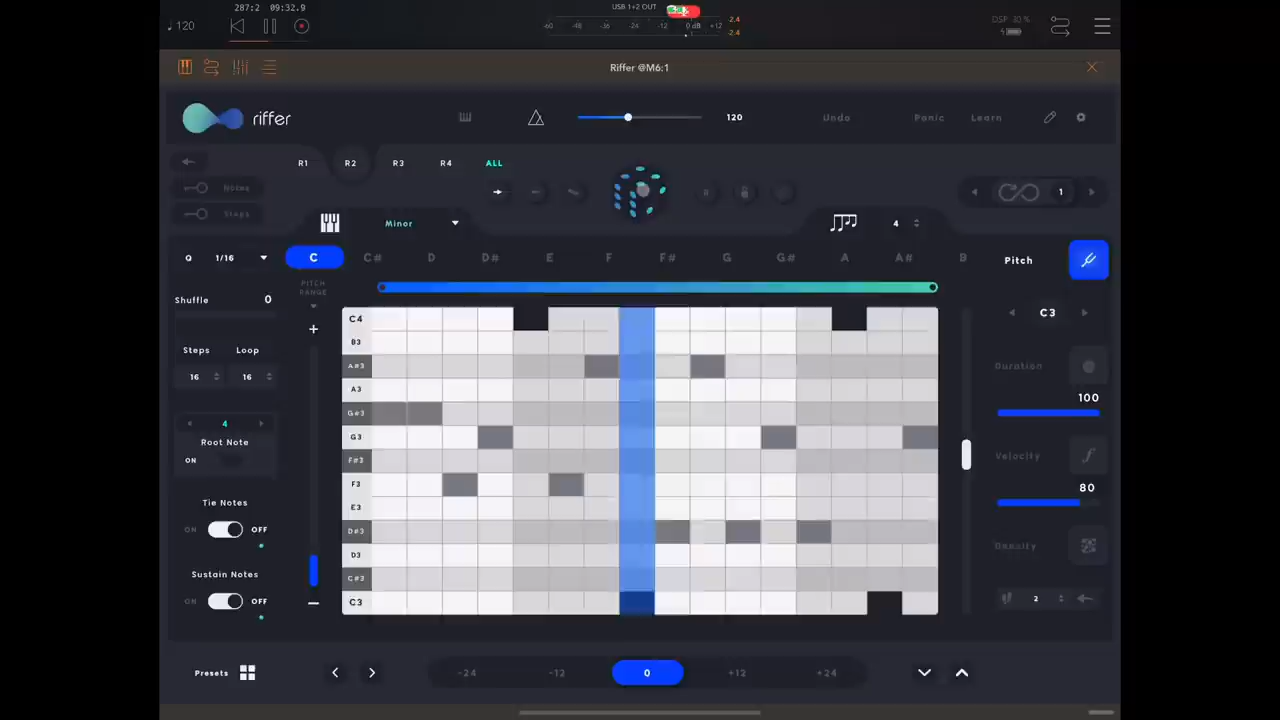 287:2 09:32.9
USB 1+2 OUT
120
-60 -48 -36 -24 -12 0 dB +12
-2.4
-2.4
DSP 30 %
Riffer @M6:1
riffer
120
Undo
Panic
Learn
R1
R2
R3
R4
ALL
Notes
Steps
R
1
Minor
4
Q 1/16
C C# D D# E F F# G G# A A# B
Pitch
PITCH
RANGE
Shuffle 0
+
C3
C4
B3
A#3
A3
G#3
G3
F#3
F3
E3
D#3
D3
C#3
C3
Steps Loop
16 16
4
Root Note
ON
Tie Notes
ON OFF
Sustain Notes
ON OFF
Duration
100
Velocity
80
Density
2
Presets
< >
-24 -12 0 +12 +24